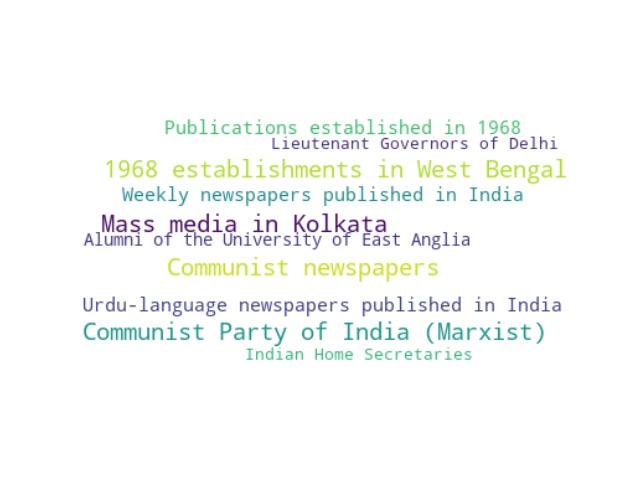 Publications established in 1968
Lieutenant Governors of Delhi
1968 establishments in West Bengal
Weekly newspapers published in India
Mass media in Kolkata
Alumni of the University of East Anglia
Communist newspapers
Urdu-language newspapers published in India
Communist Party of India (Marxist)
Indian Home Secretaries